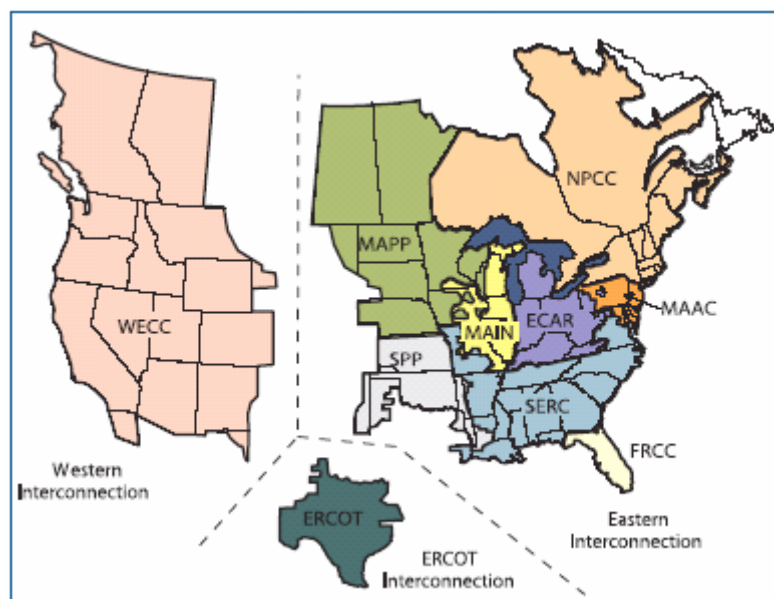 NPCC
MAPP
WECC
MAIN
ECAR
MAAC
SPP
SERC
FRCC
Western
Interconnection
ERCOT
ERCOT
Interconnection
Eastern
Interconnection